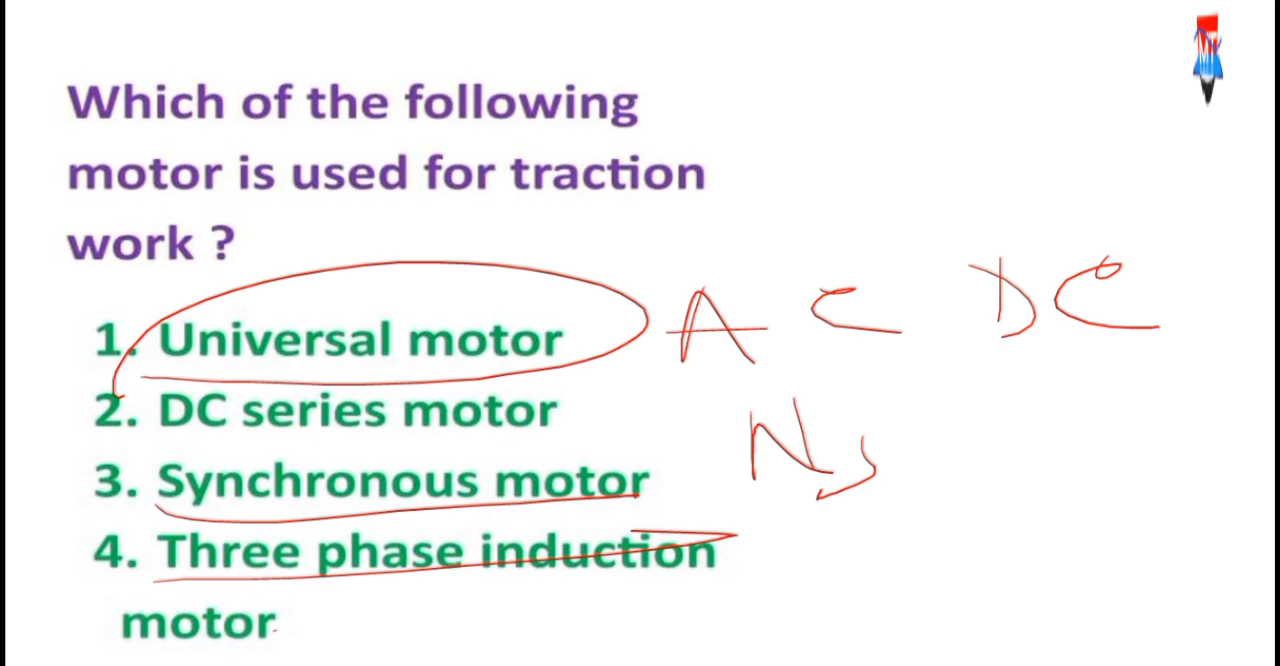 Which of the following
motor is used for traction
work ?
1. Universal motor
A C DC
2. DC series motor
3. Synchronous motor
Ns
4. Three phase induction
motor